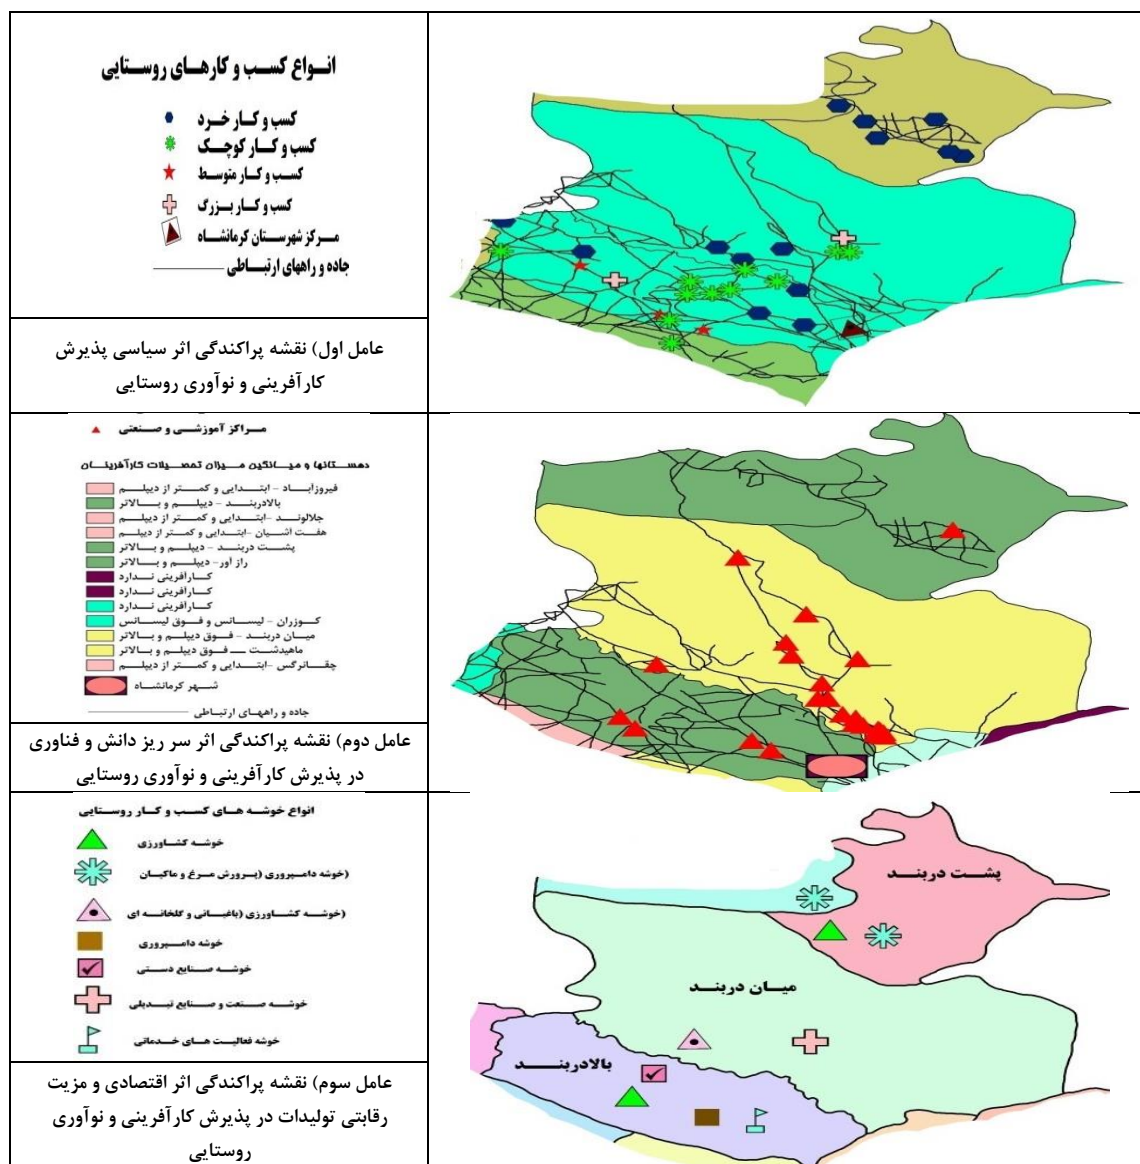 انواع کسب و کارهای روستایی
کسب و کار خرد
کسب و کار کوچک
کسب و کار متوسط
کسب و کار بزرگ
مرکز شهرستان کرمانشاه
جاده و راههای ارتباطی
عامل اول) نقشه پراکندگی اثر سیاسی پذیرش
کارآفرینی و نوآوری روستایی
مراکز آموزشی و صنعتی
دهستانها و میانگین میزان تحصیلات کارآفرینان
فیروزآباد - ابتدایی و کمتر از دیپلم
بالادربند - دیپلم و بالاتر
جلالوند -ابتدایی و کمتر از دیپلم
هفت آشیان -ابتدایی و کمتر از دیپلم
پشت دربند - دیپلم و بالاتر
راز آور- دیپلم و بالاتر
کارآفرینی ندارد
کارآفرینی ندارد
کارآفرینی ندارد
کوزران - لیسانس و فوق لیسانس
میان دربند - فوق دیپلم و بالاتر
ماهیدشت - فوق دیپلم و بالاتر
چقانرگس -ابتدایی و کمتر از دیپلم
شهر کرمانشاه
جاده و راههای ارتباطی
عامل دوم) نقشه پراکندگی اثر سر ریز دانش و فناوری
در پذیرش کارآفرینی و نوآوری روستایی
انواع خوشه های کسب و کار روستایی
خوشه کشاورزی
خوشه دامپروری (پرورش مرغ و ماکیان)
خوشه کشاورزی (باغبانی و گلخانه ای)
خوشه دامپروری
خوشه صنایع دستی
خوشه صنعت و صنایع تبدیلی
خوشه فعالیت های خدماتی
پشت دربند
میان دربند
بالادربند
عامل سوم) نقشه پراکندگی اثر اقتصادی و مزیت
رقابتی تولیدات در پذیرش کارآفرینی و نوآوری
روستایی